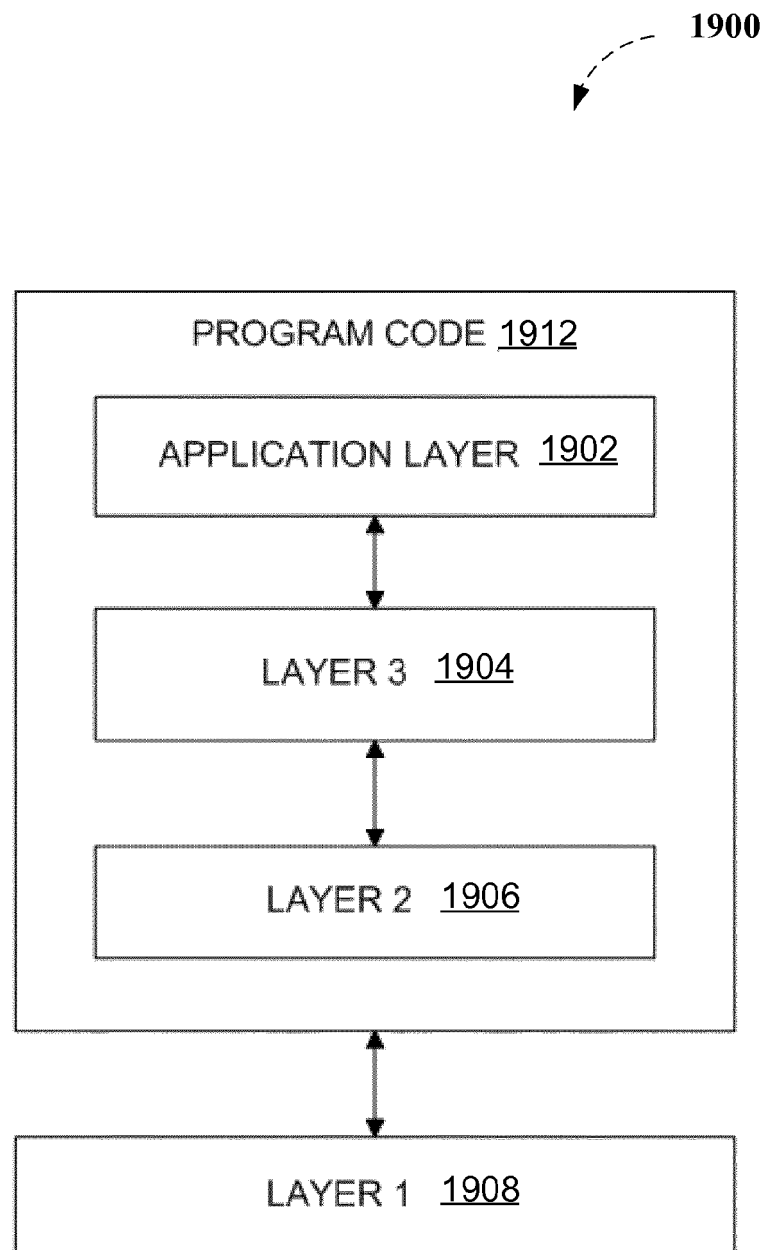 1900
PROGRAM CODE 1912
APPLICATION LAYER 1902
LAYER 3 1904
LAYER 2 1906
LAYER 1 1908